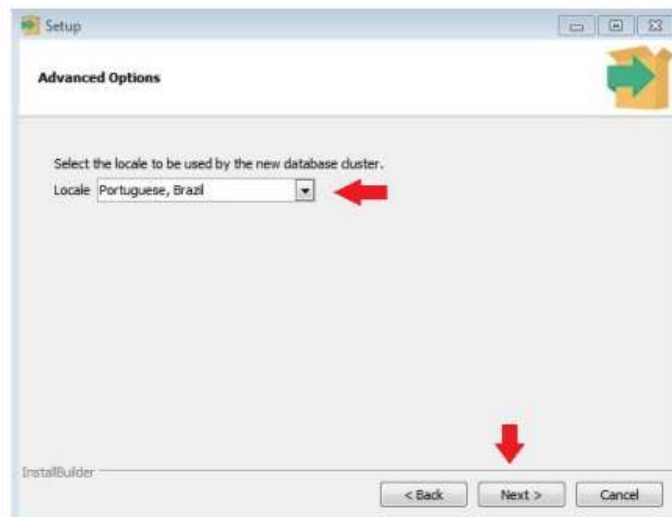 Setup
Advanced Options
Select the locale to be used by the new database cluster.
Locale Portuguese, Brazil
InstallBuilder
< Back Next > Cancel